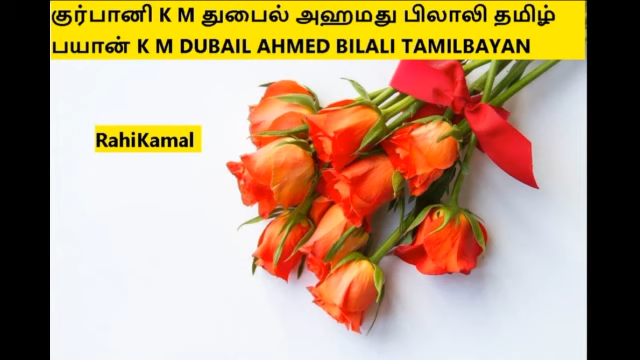 குர்பானி K M துபைல் அஹமது பிலாலி தமிழ்
பயான் K M DUBAIL AHMED BILALI TAMILBAYAN
RahiKamal